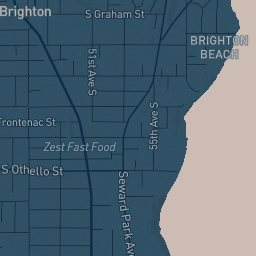 Brighton
S Graham St
BRIGHTON
BEACH
51st Ave S
55th Ave S
Frontenac St
Zest Fast Food
S Othello St
Seward Park Ave